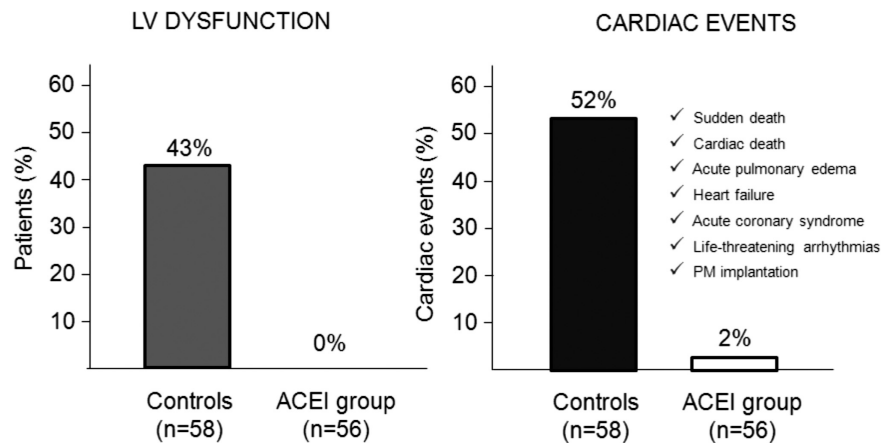 LV DYSFUNCTION
Patients (%)
60
50
40
30
20
10
43%
0%
Controls
(n=58)
ACEI group
(n=56)
CARDIAC EVENTS
Cardiac events (%)
60
50
40
30
20
10
52%
2%
✓ Sudden death
✓ Cardiac death
✓ Acute pulmonary edema
✓ Heart failure
✓ Acute coronary syndrome
✓ Life-threatening arrhythmias
✓ PM implantation
Controls
(n=58)
ACEI group
(n=56)